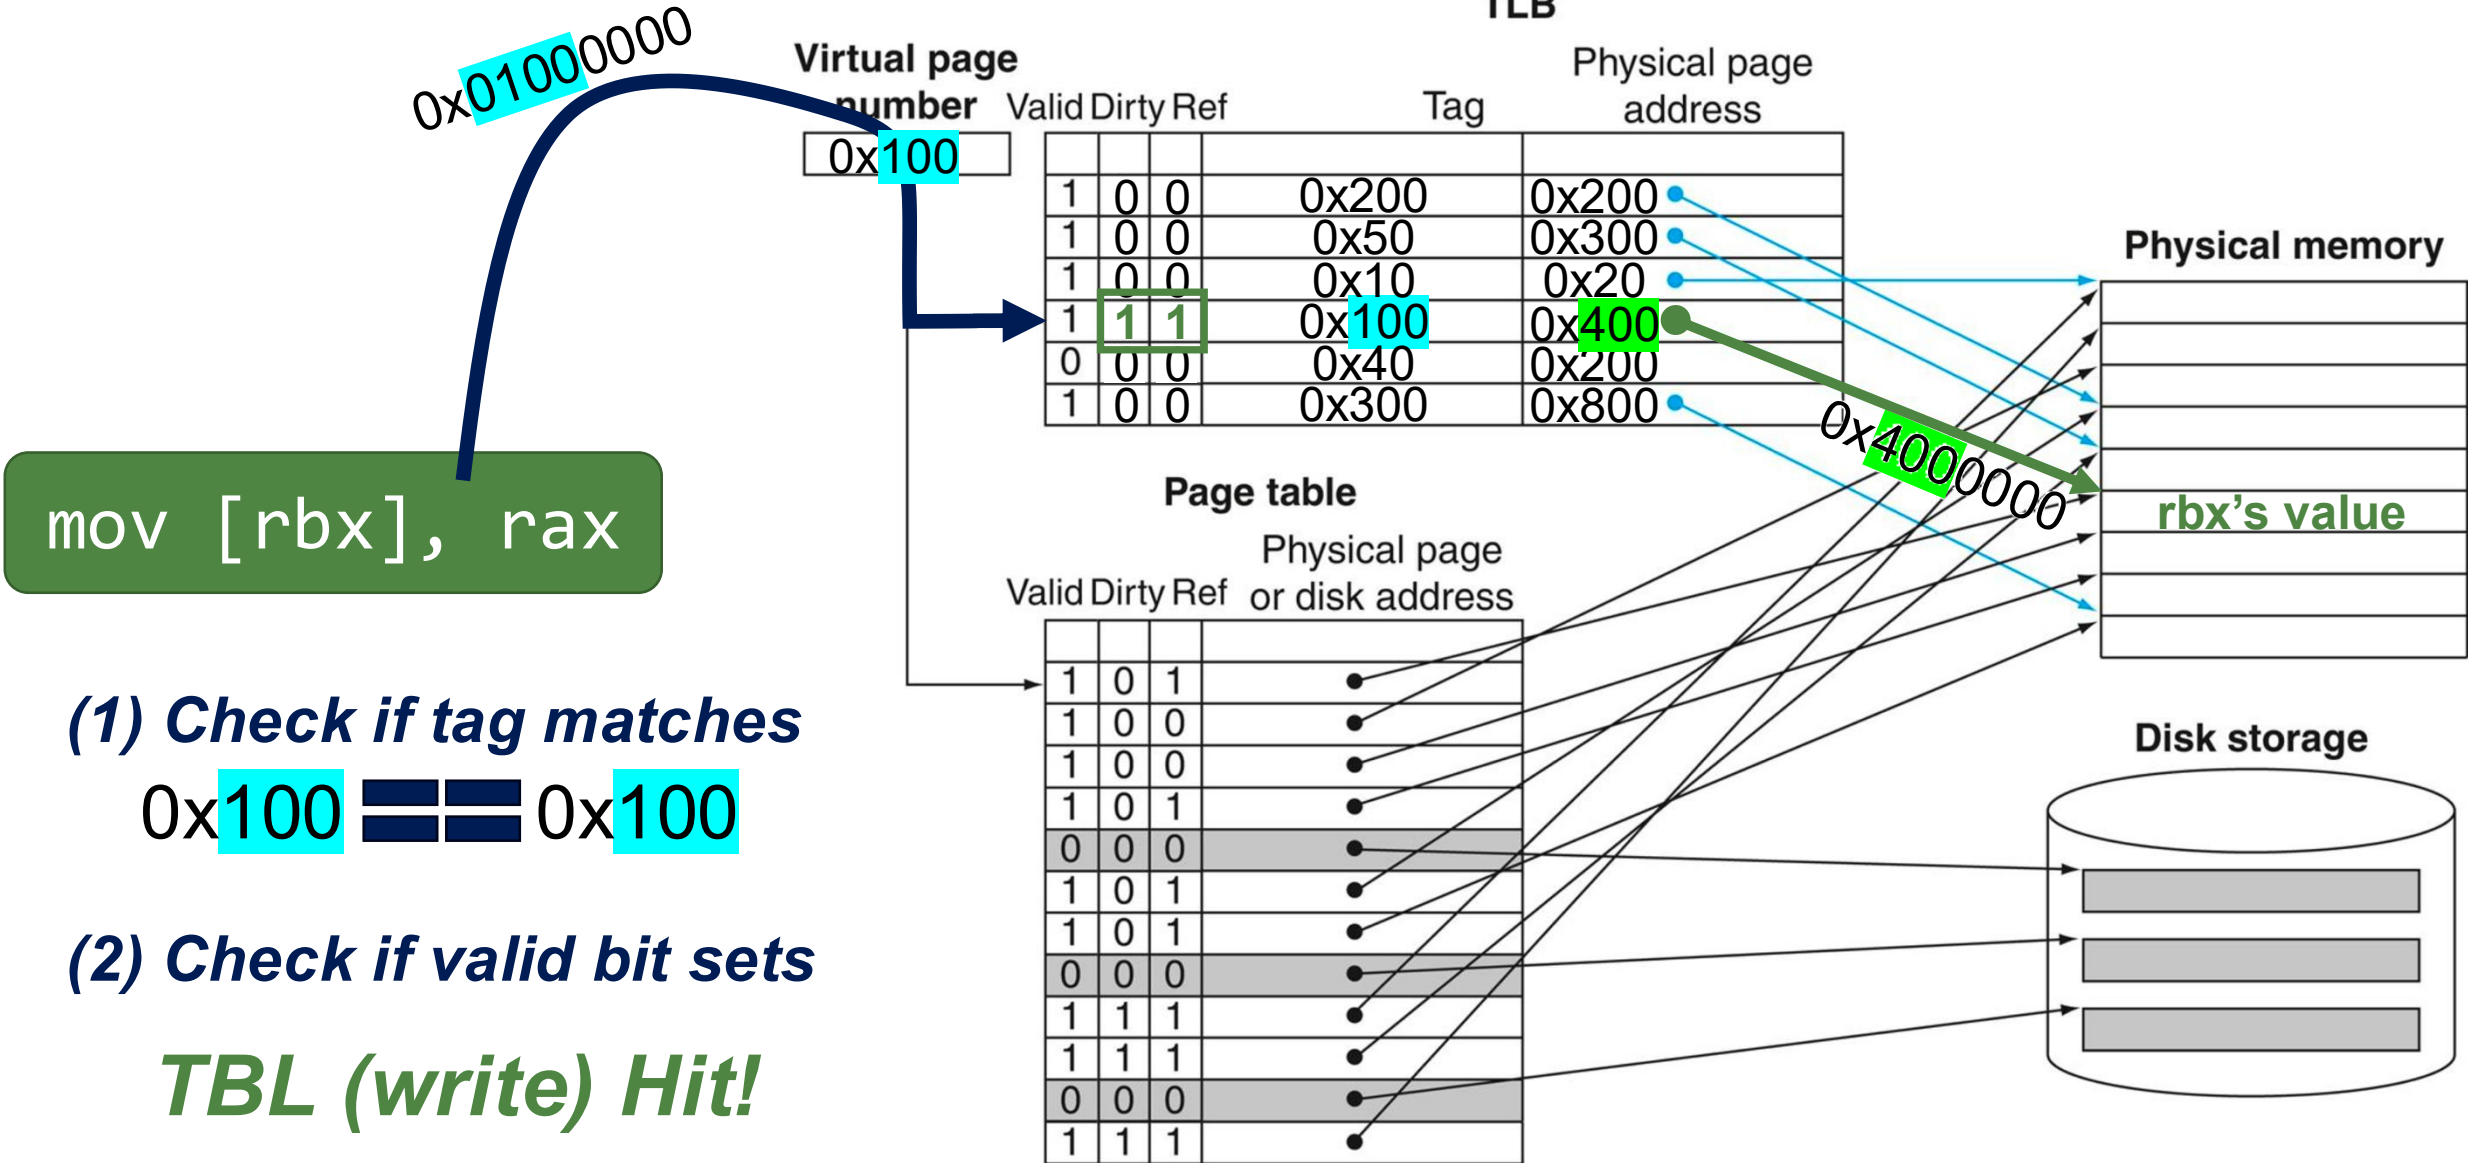 TLB
0x01000000
Virtual page
number
Valid Dirty Ref
Tag
Physical page
address
0x100
1 0 0 0x200 0x200
1 0 0 0x50 0x300
1 0 0 0x10 0x20
1 1 1 0x100 0x400
0 0 0 0x40 0x200
1 0 0 0x300 0x800
Physical memory
0x4000000
rbx's value
mov [rbx], rax
Page table
Physical page
Valid Dirty Ref or disk address
1 0 1
1 0 0
1 0 0
1 0 1
0 0 0
1 0 1
1 0 1
0 0 0
1 1 1
1 1 1
0 0 0
1 1 1
(1) Check if tag matches
0x100 == 0x100
(2) Check if valid bit sets
TBL (write) Hit!
Disk storage